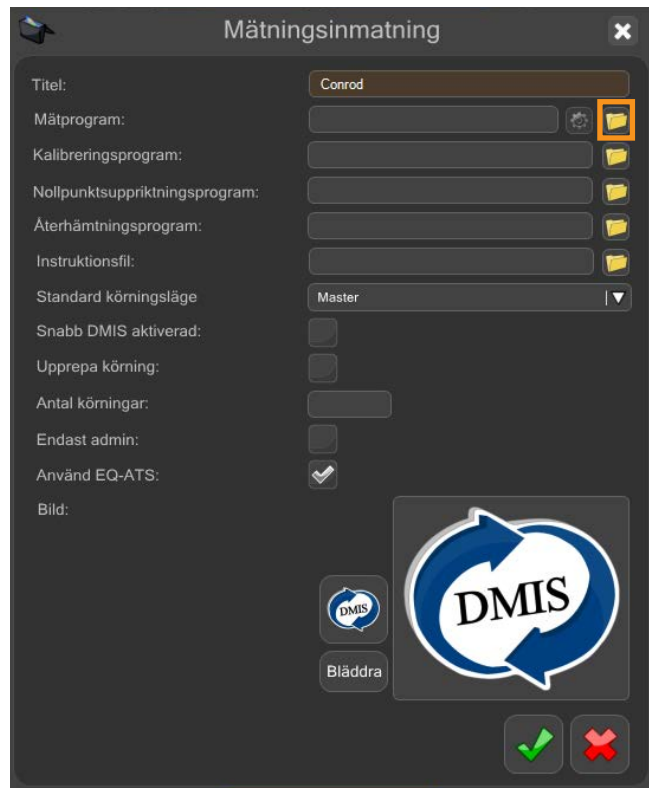 Mätningsinmatning
Titel: Conrod
Mätprogram:
Kalibreringsprogram:
Nollpunktsuppriktningsprogram:
Återhämtningsprogram:
Instruktionsfil:
Standard körningsläge Master
Snabb DMIS aktiverad:
Upprepa körning:
Antal körningar:
Endast admin:
Använd EQ-ATS:
Bild:
DMIS
DMIS
Bläddra